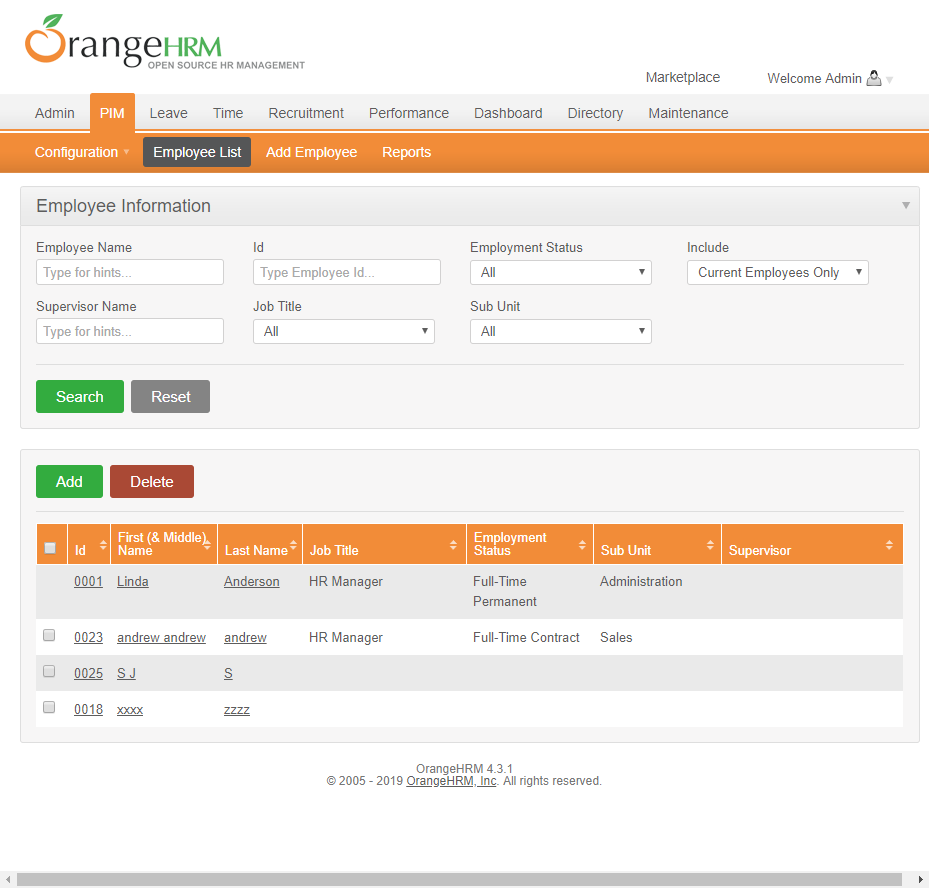 OrangeHRM
OPEN SOURCE HR MANAGEMENT
Marketplace Welcome Admin
Admin PIM Leave Time Recruitment Performance Dashboard Directory Maintenance
Configuration Employee List Add Employee Reports
Employee Information
Employee Name Id Employment Status Include
Type for hints... Type Employee Id... All Current Employees Only
Supervisor Name Job Title Sub Unit
Type for hints... All All
Search Reset
Add Delete
Id First (& Middle) Name Last Name Job Title Employment Status Sub Unit Supervisor
0001 Linda Anderson HR Manager Full-Time Permanent Administration
0023 andrew andrew andrew HR Manager Full-Time Contract Sales
0025 S J S
0018 xxxx zzzz
OrangeHRM 4.3.1
© 2005 - 2019 OrangeHRM, Inc. All rights reserved.